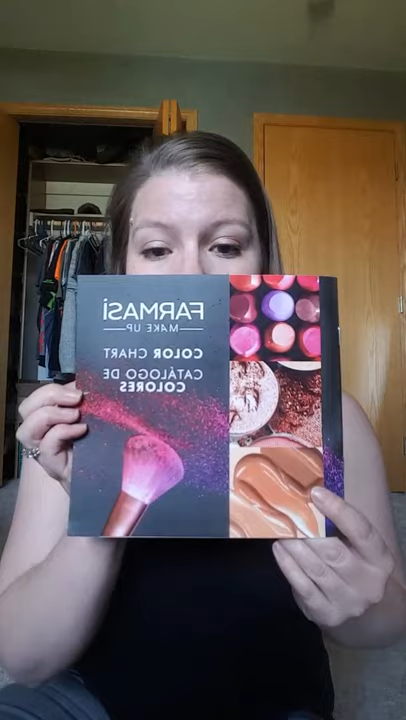 FARMASi
MAKE UP
COLOR CHART
CATÁLOGO DE
COLORES